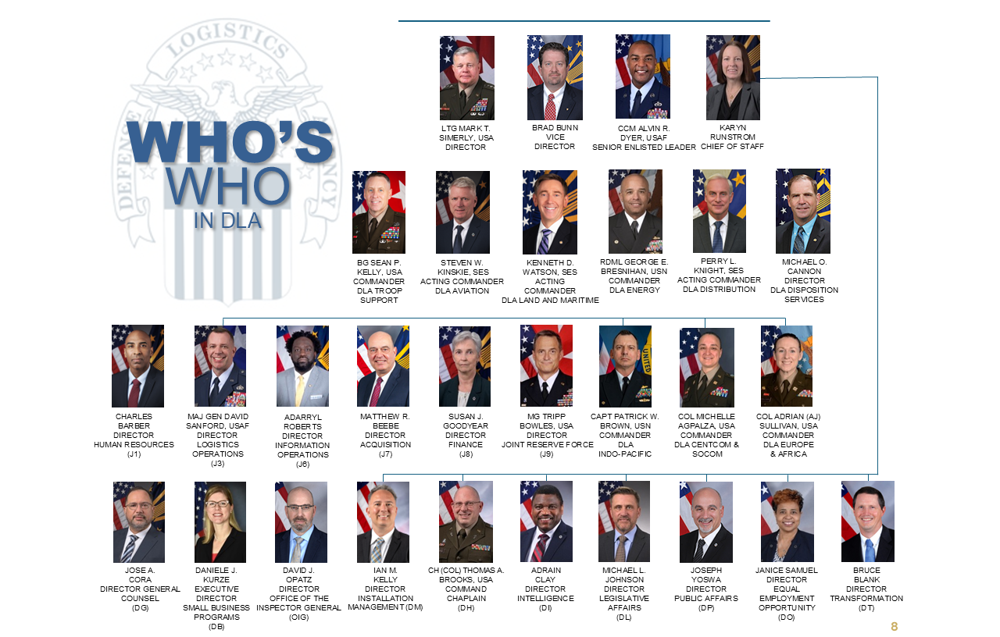 LOGISTICS
DEFENSE
AGENCY
WHO'S
WHO
IN DLA
LTG MARK T.
SIMERLY, USA
DIRECTOR
BRAD BUNN
VICE
DIRECTOR
CCM ALVIN R.
DYER, USAF
SENIOR ENLISTED LEADER
KARYN
RUNSTROM
CHIEF OF STAFF
BG SEAN P.
KELLY, USA
COMMANDER
DLA TROOP
SUPPORT
STEVEN W.
KINSKIE, SES
ACTING COMMANDER
DLA AVIATION
KENNETH D.
WATSON, SES
ACTING
COMMANDER
DLA LAND AND MARITIME
RDML GEORGE E.
BRESNIHAN, USN
COMMANDER
DLA ENERGY
PERRY L.
KNIGHT, SES
ACTING COMMANDER
DLA DISTRIBUTION
MICHAEL O.
CANNON
DIRECTOR
DLA DISPOSITION
SERVICES
CHARLES
BARBER
DIRECTOR
HUMAN RESOURCES
(J1)
MAJ GEN DAVID
SANFORD, USAF
DIRECTOR
LOGISTICS
OPERATIONS
(J3)
ADARRYL
ROBERTS
DIRECTOR
INFORMATION
OPERATIONS
(J6)
MATTHEW R.
BEEBE
DIRECTOR
ACQUISITION
(J7)
SUSAN J.
GOODYEAR
DIRECTOR
FINANCE
(J8)
MG TRIPP
BOWLES, USA
DIRECTOR
JOINT RESERVE FORCE
(J9)
UNITED
CAPT PATRICK W.
BROWN, USN
COMMANDER
DLA
INDO-PACIFIC
COL MICHELLE
AGPALZA, USA
COMMANDER
DLA CENTCOM &
SOCOM
COL ADRIAN (AJ)
SULLIVAN, USA
COMMANDER
DLA EUROPE
& AFRICA
JOSE A.
CORA
DIRECTOR GENERAL
COUNSEL
(DG)
DANIELE J.
KURZE
EXECUTIVE
DIRECTOR
SMALL BUSINESS
PROGRAMS
(DB)
DAVID J.
OPATZ
DIRECTOR
OFFICE OF THE
INSPECTOR GENERAL
(OIG)
IAN M.
KELLY
DIRECTOR
INSTALLATION
MANAGEMENT (DM)
CH (COL) THOMAS A.
BROOKS, USA
COMMAND
CHAPLAIN
(DH)
ADRAIN
CLAY
DIRECTOR
INTELLIGENCE
(DI)
MICHAEL L.
JOHNSON
DIRECTOR
LEGISLATIVE
AFFAIRS
(DL)
JOSEPH
YOSWA
DIRECTOR
PUBLIC AFFAIRS
(DP)
JANICE SAMUEL
DIRECTOR
EQUAL
EMPLOYMENT
OPPORTUNITY
(DO)
BRUCE
BLANK
DIRECTOR
TRANSFORMATION
(DT)
8